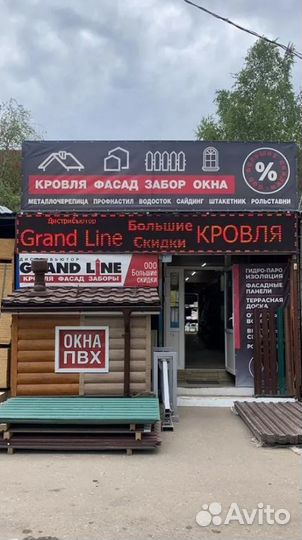 КРОВЛЯ ФАСАД ЗАБОР ОКНА
МЕТАЛЛОЧЕРЕПИЦА ПРОФНАСТИЛ ВОДОСТОК САЙДИНГ ШТАКЕТНИК РОЛЬСТАВНИ
%
Дистрибьютор
Grand Line
Большие
Скидки
КРОВЛЯ
GRAND LINE
КРОВЛЯ ФАСАД ЗАБОРЫ
ООО
Большие
Скидки
ГИДРО-ПАРО
ИЗОЛЯЦИЯ
ФАСАДНЫЕ
ПАНЕЛИ
ТЕРРАСНАЯ
ДОСКА
ОКНА
ПВХ
Avito